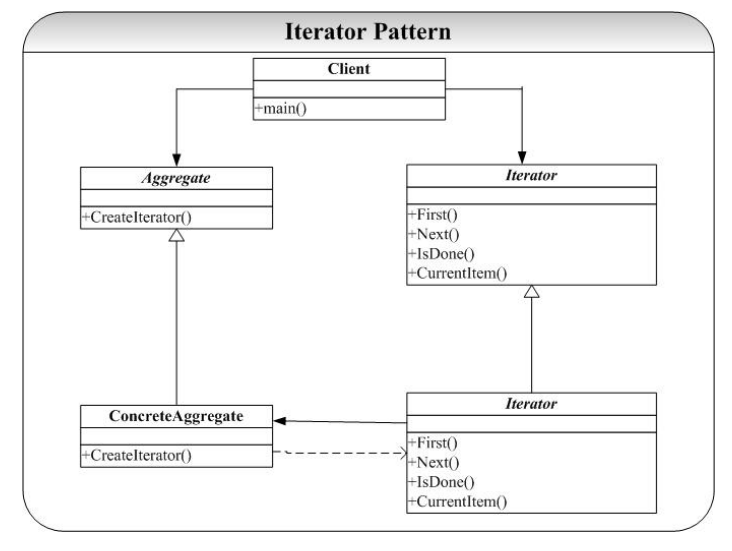 Iterator Pattern
Client
+main()
Aggregate
+CreateIterator()
Iterator
+First()
+Next()
+IsDone()
+CurrentItem()
ConcreteAggregate
+CreateIterator()
Iterator
+First()
+Next()
+IsDone()
+CurrentItem()